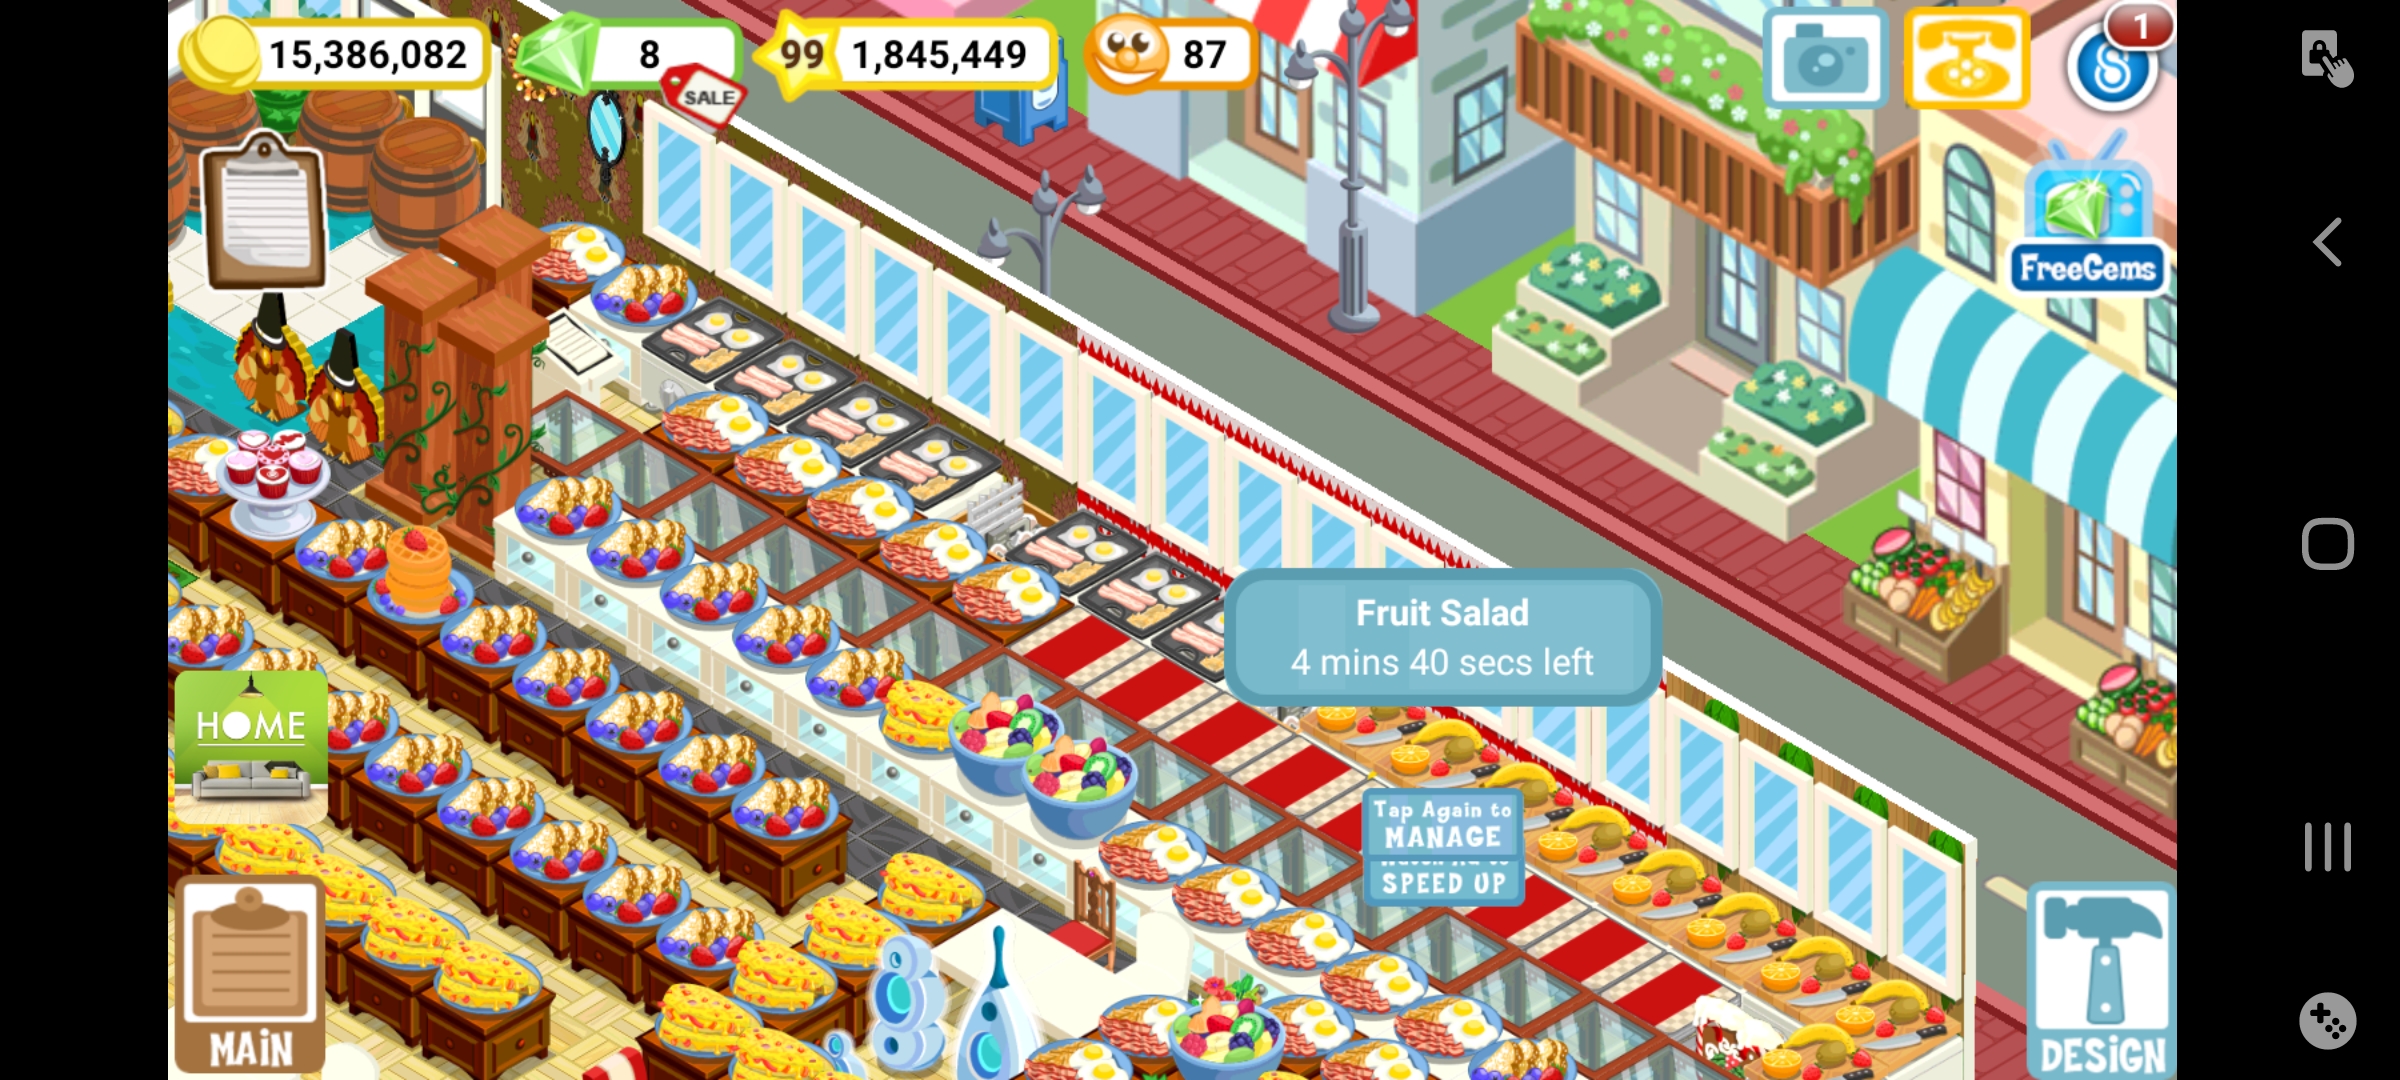 15,386,082
8
SALE
99
1,845,449
87
1
FreeGems
Fruit Salad
4 mins 40 secs left
HOME
Tap Again to
MANAGE
SPEED UP
MAIN
DESIGN